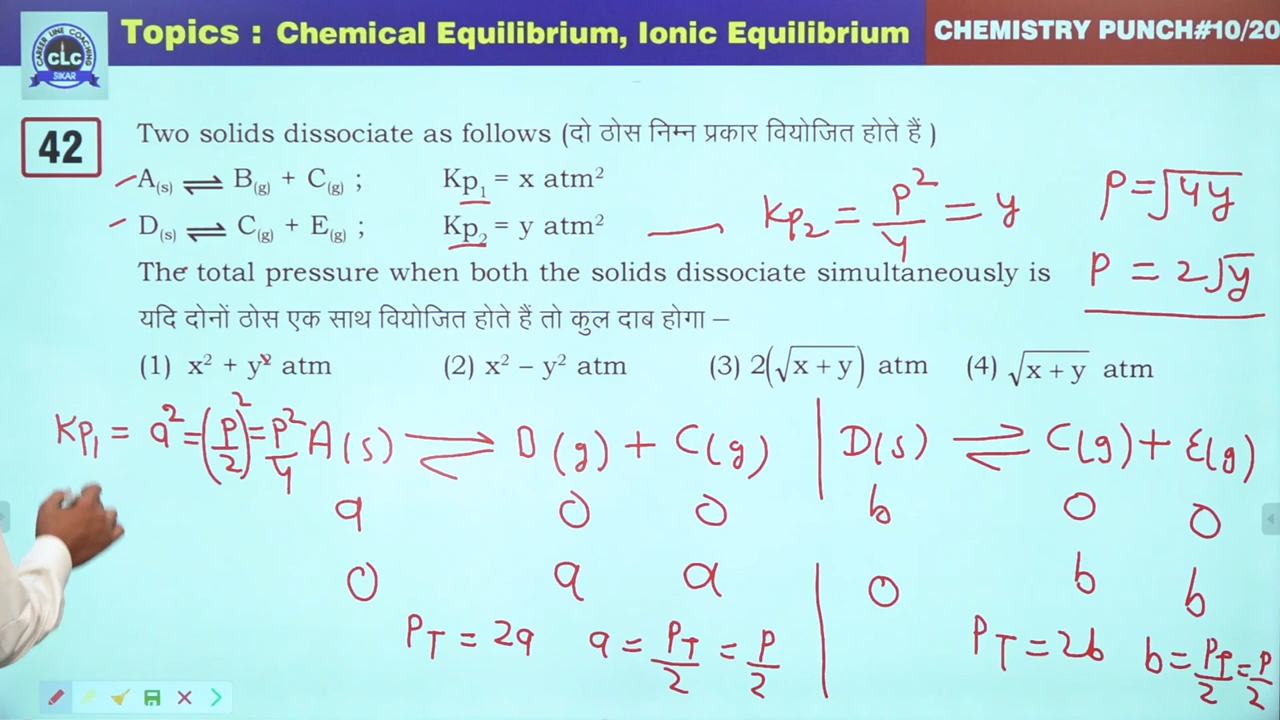 CAREER LINE COACHING
CLC
SIKAR
Topics : Chemical Equilibrium, Ionic Equilibrium
CHEMISTRY PUNCH#10/20
42
Two solids dissociate as follows (दो ठोस निम्न प्रकार वियोजित होते हैं )
A(s) ⇌ B(g) + C(g) ; Kp₁ = x atm²
D(s) ⇌ C(g) + E(g) ; Kp₂ = y atm²
Kp₂ = p²/4 = y
p = √4y
p = 2√y
The total pressure when both the solids dissociate simultaneously is
यदि दोनों ठोस एक साथ वियोजित होते हैं तो कुल दाब होगा –
(1) x² + y² atm (2) x² – y² atm (3) 2(√x + y) atm (4) √x + y atm
Kp₁ = a² = (p/2)² = p²/4
A(s) ⇌ D(g) + C(g)
D(s) ⇌ C(g) + E(g)
a 0 0
b 0 0
0 a a
0 b b
PT = 2a a = PT/2 = p/2
PT = 2b b = PT/2 = p/2